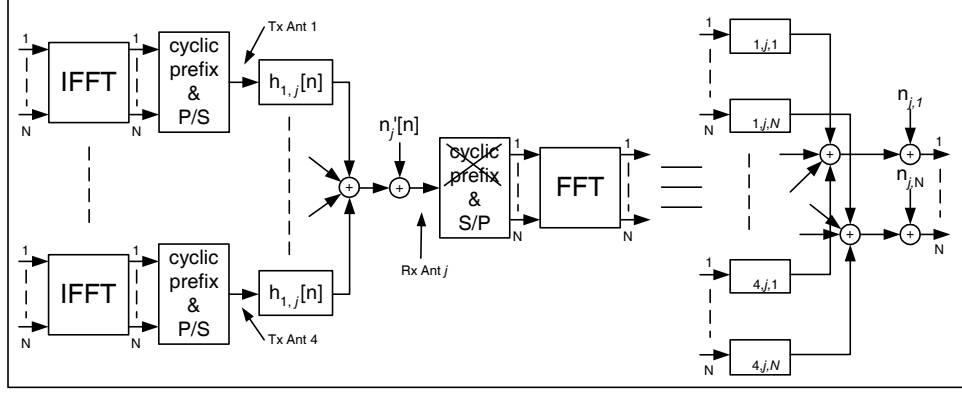 1
N
IFFT
1
N
cyclic
prefix
&
P/S
Tx Ant 1
h1, j[n]
1
N
IFFT
1
N
cyclic
prefix
&
P/S
Tx Ant 4
h1, j[n]
nj'[n]
Rx Ant j
cyclic
prefix
&
S/P
1
N
FFT
1
N
1
1,j,1
N
1,j,N
1
4,j,1
N
4,j,N
+
+
+
+
+
+
nj,1
1
nj,N
N